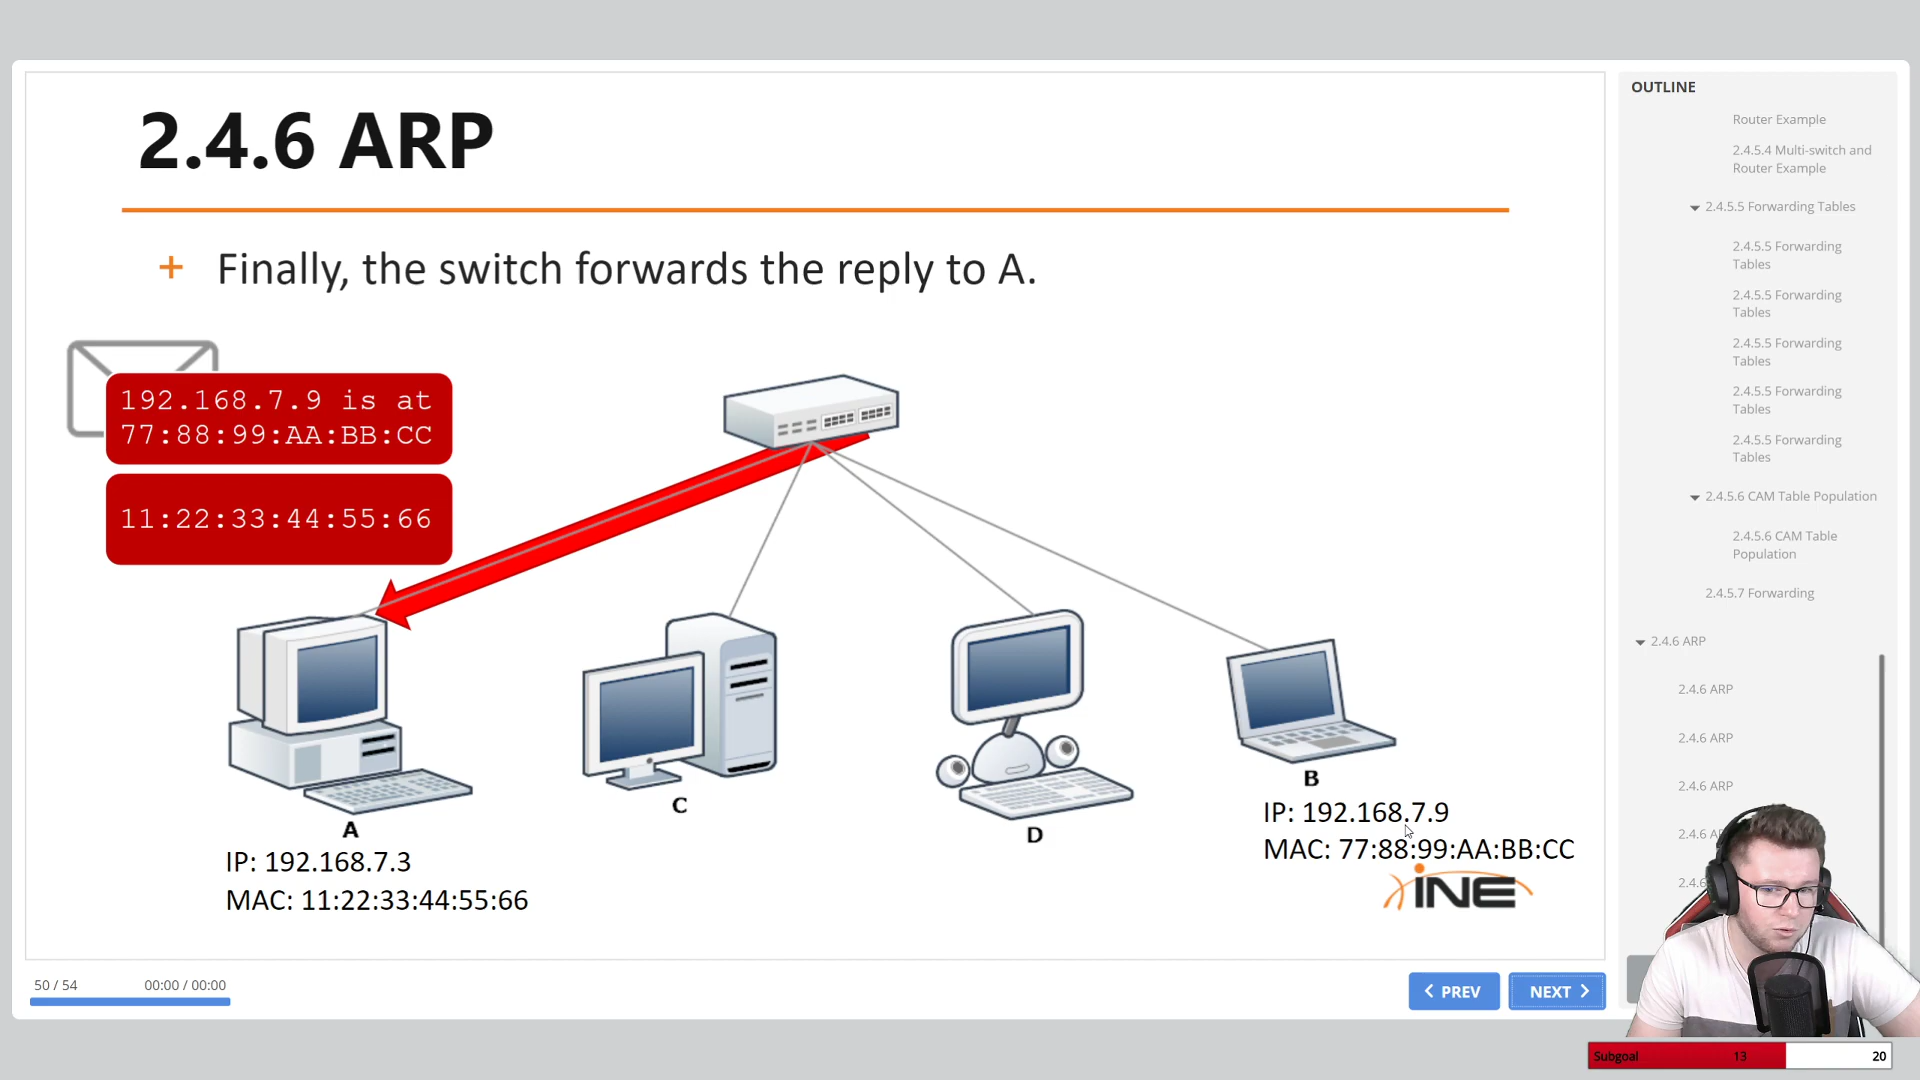 2.4.6 ARP
+ Finally, the switch forwards the reply to A.
192.168.7.9 is at
77:88:99:AA:BB:CC
11:22:33:44:55:66
A
IP: 192.168.7.3
MAC: 11:22:33:44:55:66
C
D
B
IP: 192.168.7.9
MAC: 77:88:99:AA:BB:CC
iNE
50 / 54
00:00 / 00:00
PREV
NEXT
OUTLINE
Router Example
2.4.5.4 Multi-switch and
Router Example
2.4.5.5 Forwarding Tables
2.4.5.5 Forwarding
Tables
2.4.5.5 Forwarding
Tables
2.4.5.5 Forwarding
Tables
2.4.5.5 Forwarding
Tables
2.4.5.5 Forwarding
Tables
2.4.5.6 CAM Table Population
2.4.5.6 CAM Table
Population
2.4.5.7 Forwarding
2.4.6 ARP
2.4.6 ARP
2.4.6 ARP
2.4.6 ARP
2.4.6
2.4.6
Subgoal 13 20